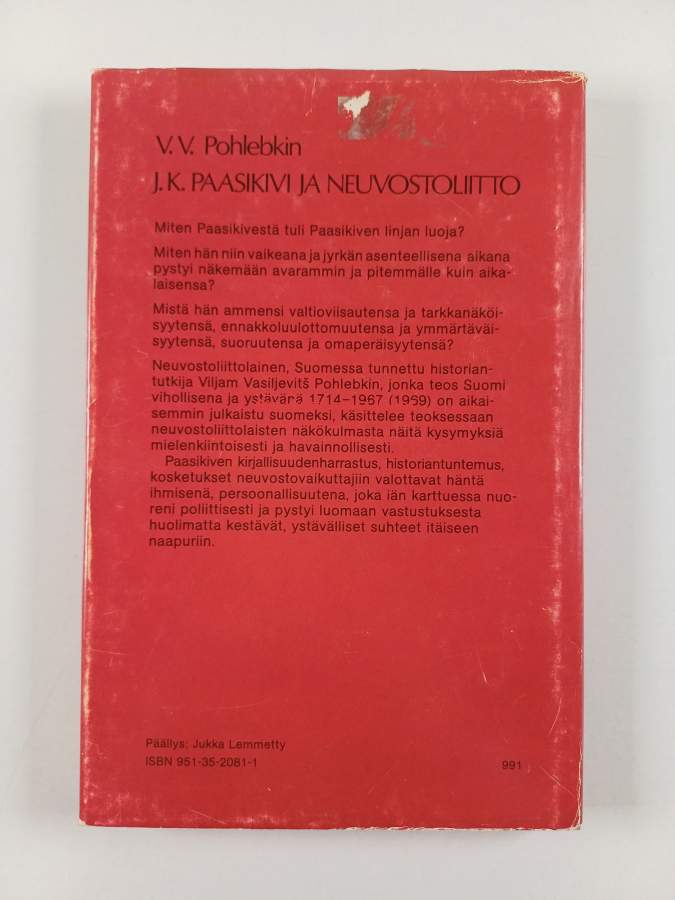 V. V. Pohlebkin
J. K. PAASIKIVI JA NEUVOSTOLIITTO
Miten Paasikivestä tuli Paasikiven linjan luoja?
Miten hän niin vaikeana ja jyrkän asenteellisena aikana
pystyi näkemään avarammin ja pitemmälle kuin aika-
laisensa?
Mistä hän ammensi valtioviisautensa ja tarkkanäköi-
syytensä, ennakkoluulottomuutensa ja ymmärtäväi-
syytensä, suoruutensa ja omaperäisyytensä?
Neuvostoliittolainen, Suomessa tunnettu historian-
tutkija Viljam Vasiljevitš Pohlebkin, jonka teos Suomi
vihollisena ja ystävänä 1714–1967 (1969) on aikai-
semmin julkaistu suomeksi, käsittelee teoksessaan
neuvostoliittolaisten näkökulmasta näitä kysymyksiä
mielenkiintoisesti ja havainnollisesti.
Paasikiven kirjallisuudenharrastus, historiantuntemus,
kosketukset neuvostovaikuttajiin valottavat häntä
ihmisenä, persoonallisuutena, joka iän karttuessa nuo-
reni poliittisesti ja pystyi luomaan vastustuksesta
huolimatta kestävät, ystävälliset suhteet itäiseen
naapuriin.
Päällys: Jukka Lemmetty
ISBN 951-35-2081-1
991